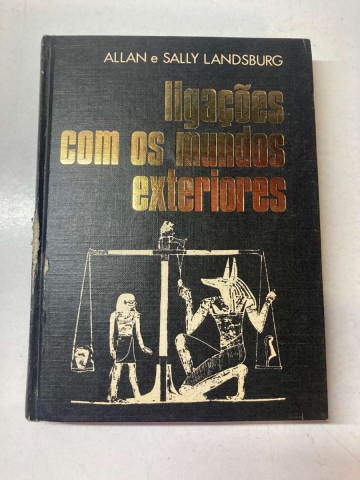 ALLAN e SALLY LANDSBURG
ligações
com os mundos
exteriores